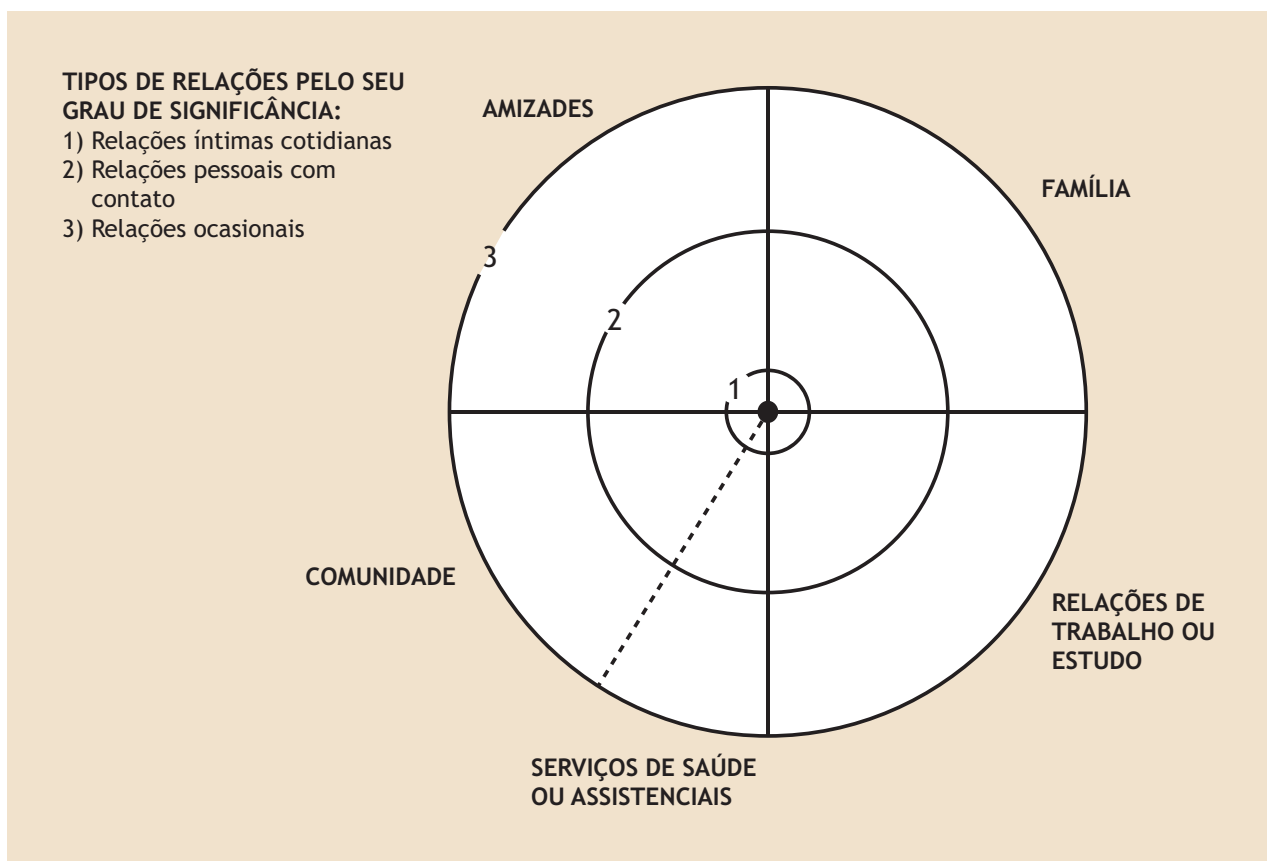 TIPOS DE RELAÇÕES PELO SEU
GRAU DE SIGNIFICÂNCIA:
1) Relações íntimas cotidianas
2) Relações pessoais com
contato
3) Relações ocasionais
AMIZADES
FAMÍLIA
3
2
1
COMUNIDADE
RELAÇÕES DE
TRABALHO OU
ESTUDO
SERVIÇOS DE SAÚDE
OU ASSISTENCIAIS